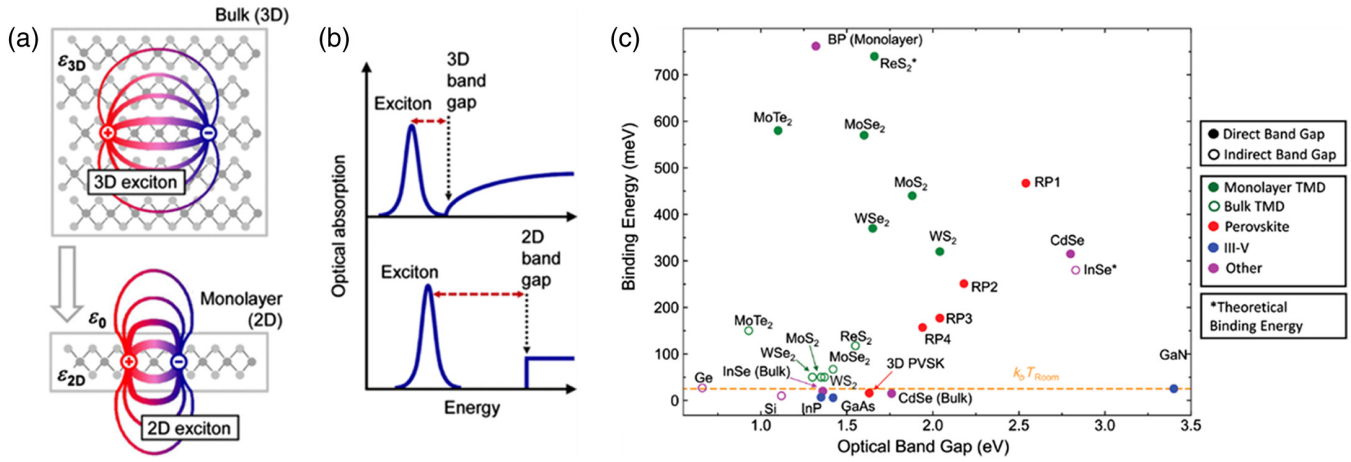 (a)
Bulk (3D)
ε3D
+
−
3D exciton
Monolayer
(2D)
ε0
ε2D
+
−
2D exciton
(b)
Optical absorption
Exciton
3D
band
gap
Exciton
2D
band
gap
Energy
(c)
Binding Energy (meV)
700
600
500
400
300
200
100
0
BP (Monolayer)
ReS2*
MoTe2
MoSe2
RP1
MoS2
WSe2
WS2
CdSe
InSe*
RP2
RP3
RP4
MoTe2
MoS2
ReS2
WSe2
MoSe2
InSe (Bulk)
WS2
3D PVSK
GaN
kbTRoom
Ge
Si
InP
GaAs
CdSe (Bulk)
1.0
1.5
2.0
2.5
3.0
3.5
Optical Band Gap (eV)
Direct Band Gap
Indirect Band Gap
Monolayer TMD
Bulk TMD
Perovskite
III-V
Other
*Theoretical
Binding Energy